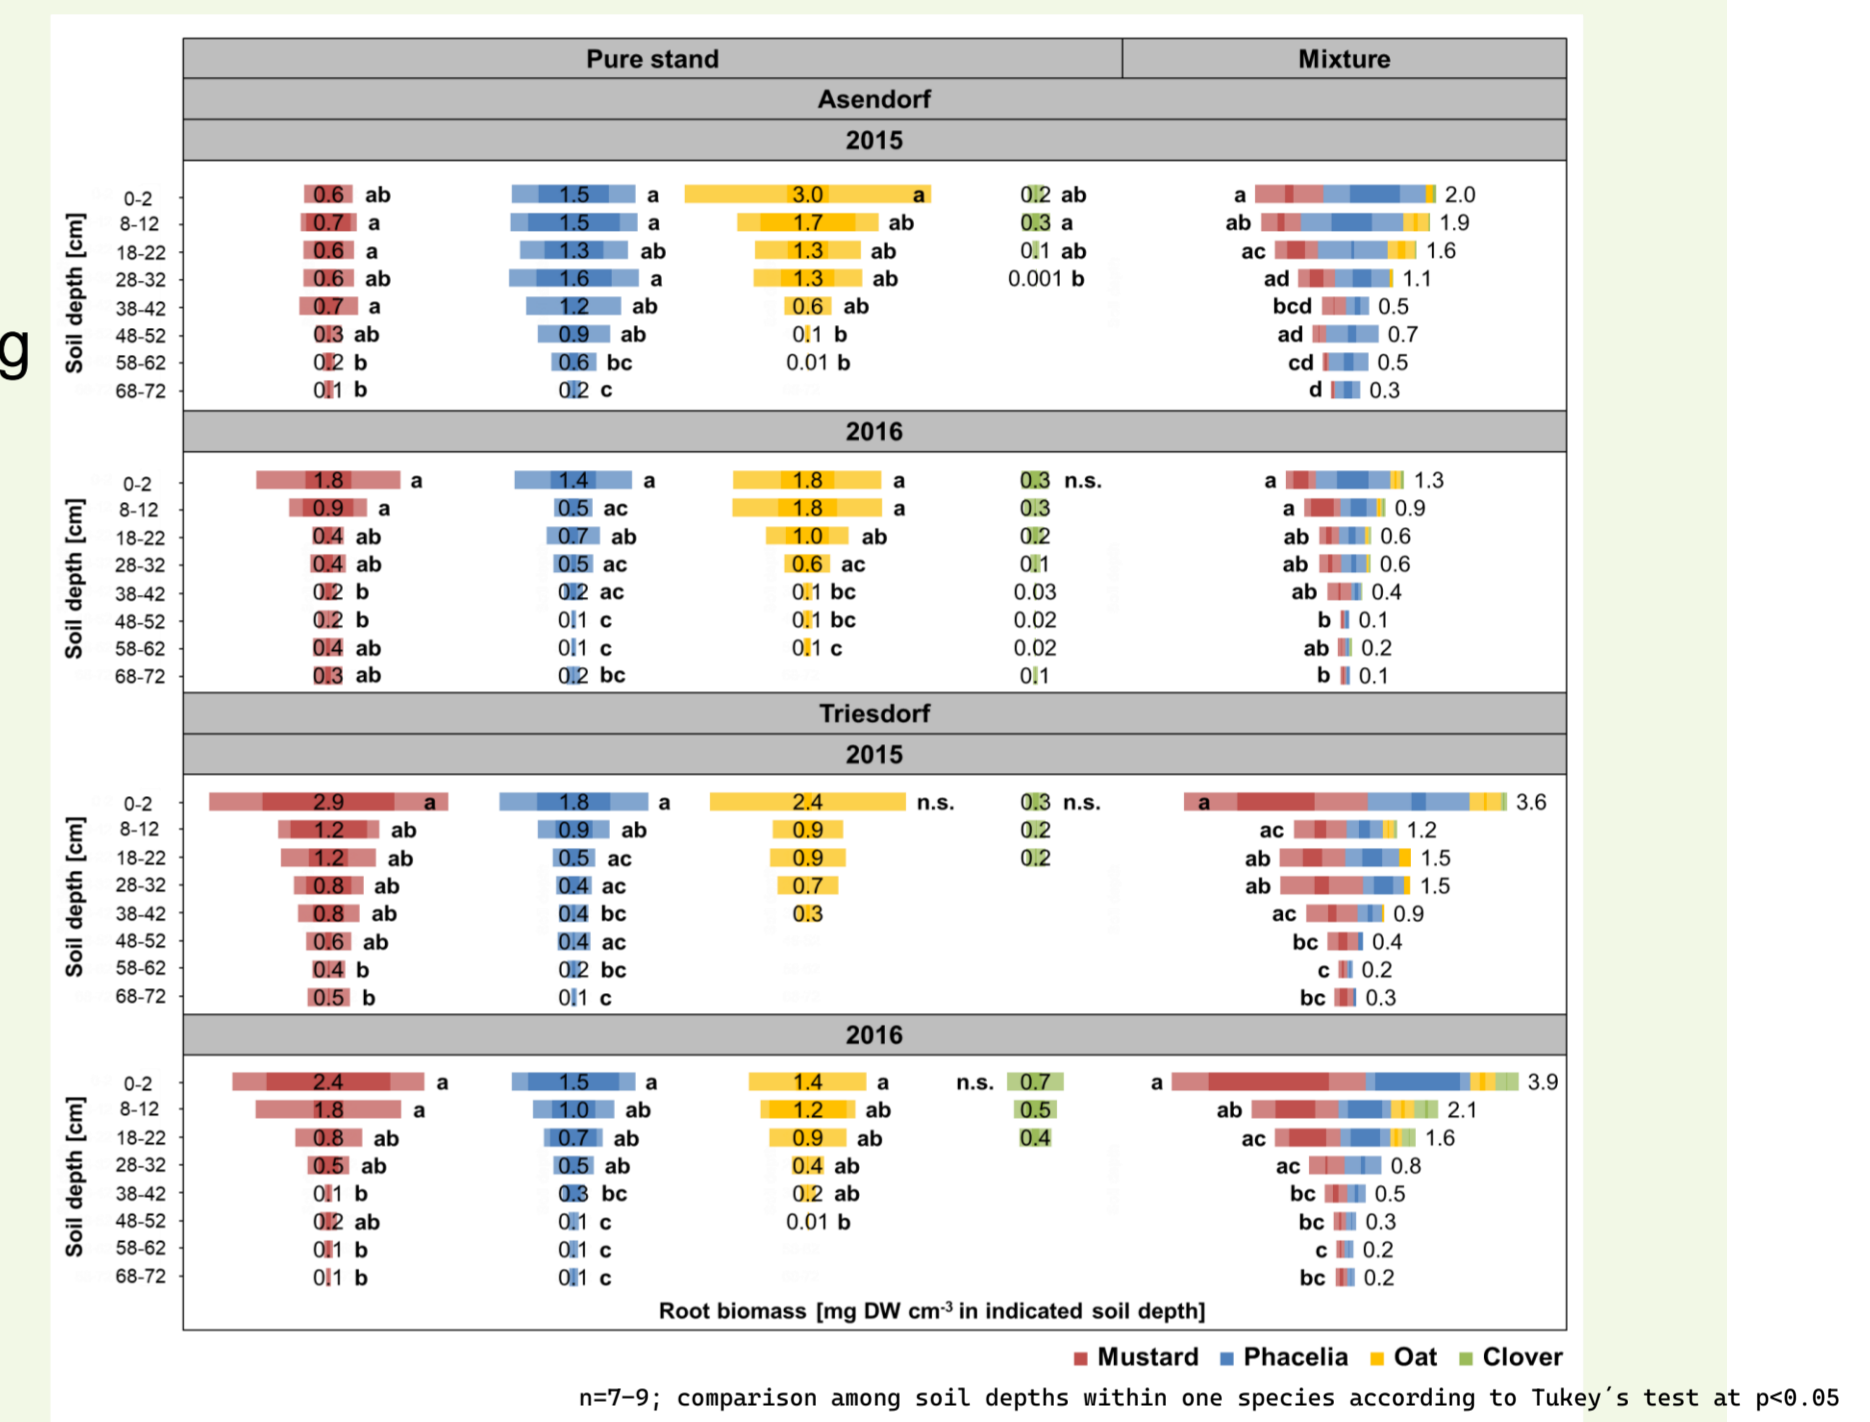 g
Pure stand Mixture
Asendorf
2015
Soil depth [cm]
0-2 0.6 ab 1.5 a 3.0 a 0.2 ab a 2.0
8-12 0.7 a 1.5 a 1.7 ab 0.3 a ab 1.9
18-22 0.6 a 1.3 ab 1.3 ab 0.1 ab ac 1.6
28-32 0.6 ab 1.6 a 1.3 ab 0.001 b ad 1.1
38-42 0.7 a 1.2 ab 0.6 ab bcd 0.5
48-52 0.3 ab 0.9 ab 0.1 b ad 0.7
58-62 0.2 b 0.6 bc 0.01 b cd 0.5
68-72 0.1 b 0.2 c d 0.3
2016
Soil depth [cm]
0-2 1.8 a 1.4 a 1.8 a 0.3 n.s. a 1.3
8-12 0.9 a 0.5 ac 1.8 a 0.3 a 0.9
18-22 0.4 ab 0.7 ab 1.0 ab 0.2 ab 0.6
28-32 0.4 ab 0.5 ac 0.6 ac 0.1 ab 0.6
38-42 0.2 b 0.2 ac 0.1 bc 0.03 ab 0.4
48-52 0.2 b 0.1 c 0.1 bc 0.02 b 0.1
58-62 0.4 ab 0.1 c 0.1 c 0.02 ab 0.2
68-72 0.3 ab 0.2 bc 0.1 b 0.1
Triesdorf
2015
Soil depth [cm]
0-2 2.9 a 1.8 a 2.4 n.s. 0.3 n.s. a 3.6
8-12 1.2 ab 0.9 ab 0.9 0.2 ac 1.2
18-22 1.2 ab 0.5 ac 0.9 0.2 ab 1.5
28-32 0.8 ab 0.4 ac 0.7 ab 1.5
38-42 0.8 ab 0.4 bc 0.3 ac 0.9
48-52 0.6 ab 0.4 ac bc 0.4
58-62 0.4 b 0.2 bc c 0.2
68-72 0.5 b 0.1 c bc 0.3
2016
Soil depth [cm]
0-2 2.4 a 1.5 a 1.4 a n.s. 0.7 a 3.9
8-12 1.8 a 1.0 ab 1.2 ab 0.5 ab 2.1
18-22 0.8 ab 0.7 ab 0.9 ab 0.4 ac 1.6
28-32 0.5 ab 0.5 ab 0.4 ab ac 0.8
38-42 0.1 b 0.3 bc 0.2 ab bc 0.5
48-52 0.2 ab 0.1 c 0.01 b bc 0.3
58-62 0.1 b 0.1 c c 0.2
68-72 0.1 b 0.1 c bc 0.2
Root biomass [mg DW cm⁻³ in indicated soil depth]
Mustard Phacelia Oat Clover
n=7-9; comparison among soil depths within one species according to Tukey´s test at p<0.05